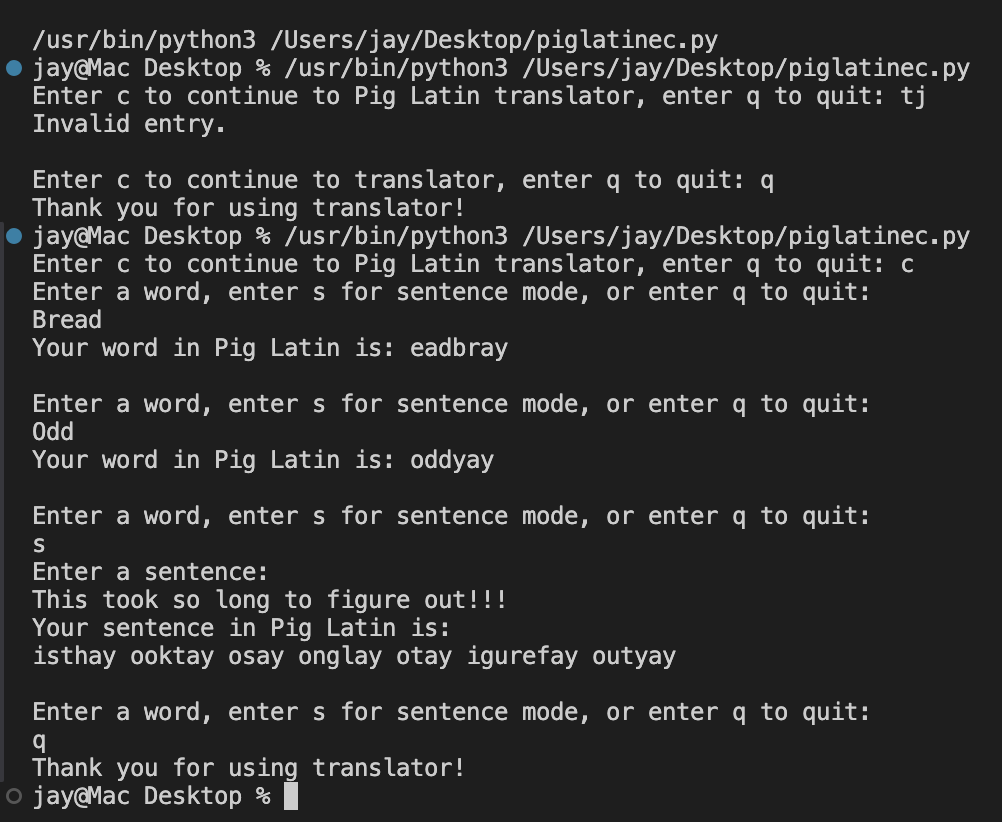 /usr/bin/python3 /Users/jay/Desktop/piglatinec.py
jay@Mac Desktop % /usr/bin/python3 /Users/jay/Desktop/piglatinec.py
Enter c to continue to Pig Latin translator, enter q to quit: tj
Invalid entry.
Enter c to continue to translator, enter q to quit: q
Thank you for using translator!
jay@Mac Desktop % /usr/bin/python3 /Users/jay/Desktop/piglatinec.py
Enter c to continue to Pig Latin translator, enter q to quit: c
Enter a word, enter s for sentence mode, or enter q to quit:
Bread
Your word in Pig Latin is: eadbray
Enter a word, enter s for sentence mode, or enter q to quit:
Odd
Your word in Pig Latin is: oddyay
Enter a word, enter s for sentence mode, or enter q to quit:
s
Enter a sentence:
This took so long to figure out!!!
Your sentence in Pig Latin is:
isthay ooktay osay onglay otay igurefay outyay
Enter a word, enter s for sentence mode, or enter q to quit:
q
Thank you for using translator!
jay@Mac Desktop %